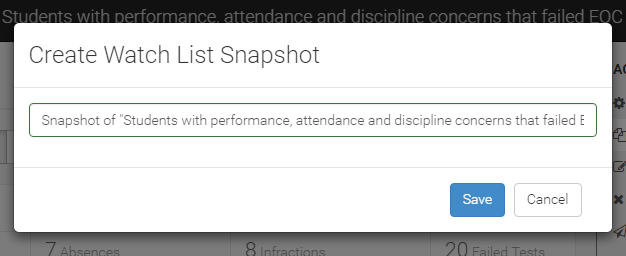 Students with performance, attendance and discipline concerns that failed EOC
Create Watch List Snapshot
Snapshot of "Students with performance, attendance and discipline concerns that failed E
Save
Cancel
7 Absences
8 Infractions
20 Failed Tests